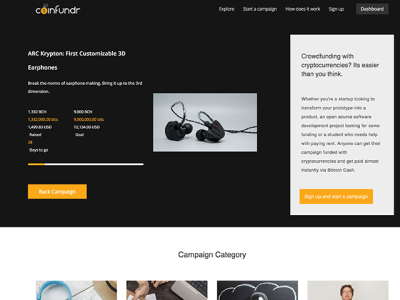 coinfundr
Explore
Start a campaign
How does it work
Sign up
Dashboard
ARC Krypton: First Customizable 3D
Earphones
Break the norms of earphone making. Bring it up to the 3rd
dimension.
1.332 BCH
9.000 BCH
1,332,000.00 bits
9,000,000.00 bits
1,499.83 USD
10,134.00 USD
Raised
Goal
28
Days to go
Back Campaign
Crowdfunding with
cryptocurrencies? Its easier
than you think.
Whether you're a startup looking to
transform your prototype into a
product, an open source software
development project looking for some
funding or a student who needs help
with paying rent. Anyone can get their
campaign funded with
cryptocurrencies and get paid almost
instantly via Bitcoin Cash.
Sign up and start a campaign
Campaign Category